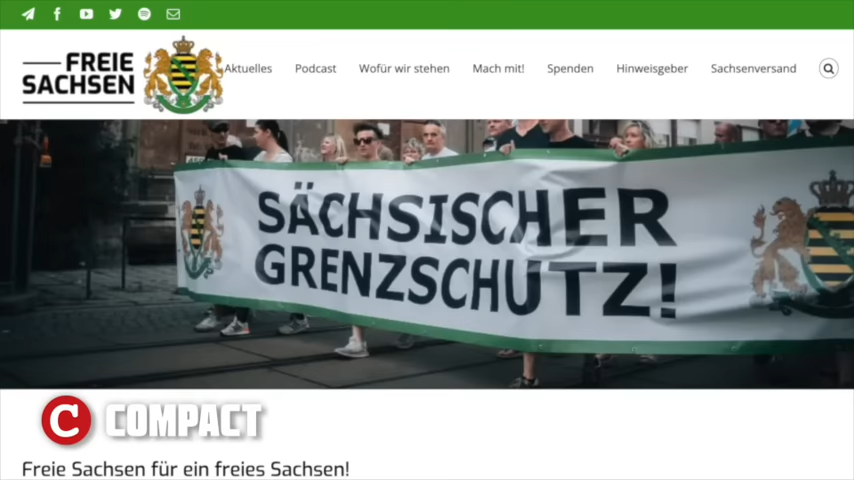 FREIE
SACHSEN
Aktuelles Podcast Wofür wir stehen Mach mit! Spenden Hinweisgeber Sachsenversand
SÄCHSISCHER
GRENZSCHUTZ!
C COMPACT
Freie Sachsen für ein freies Sachsen!